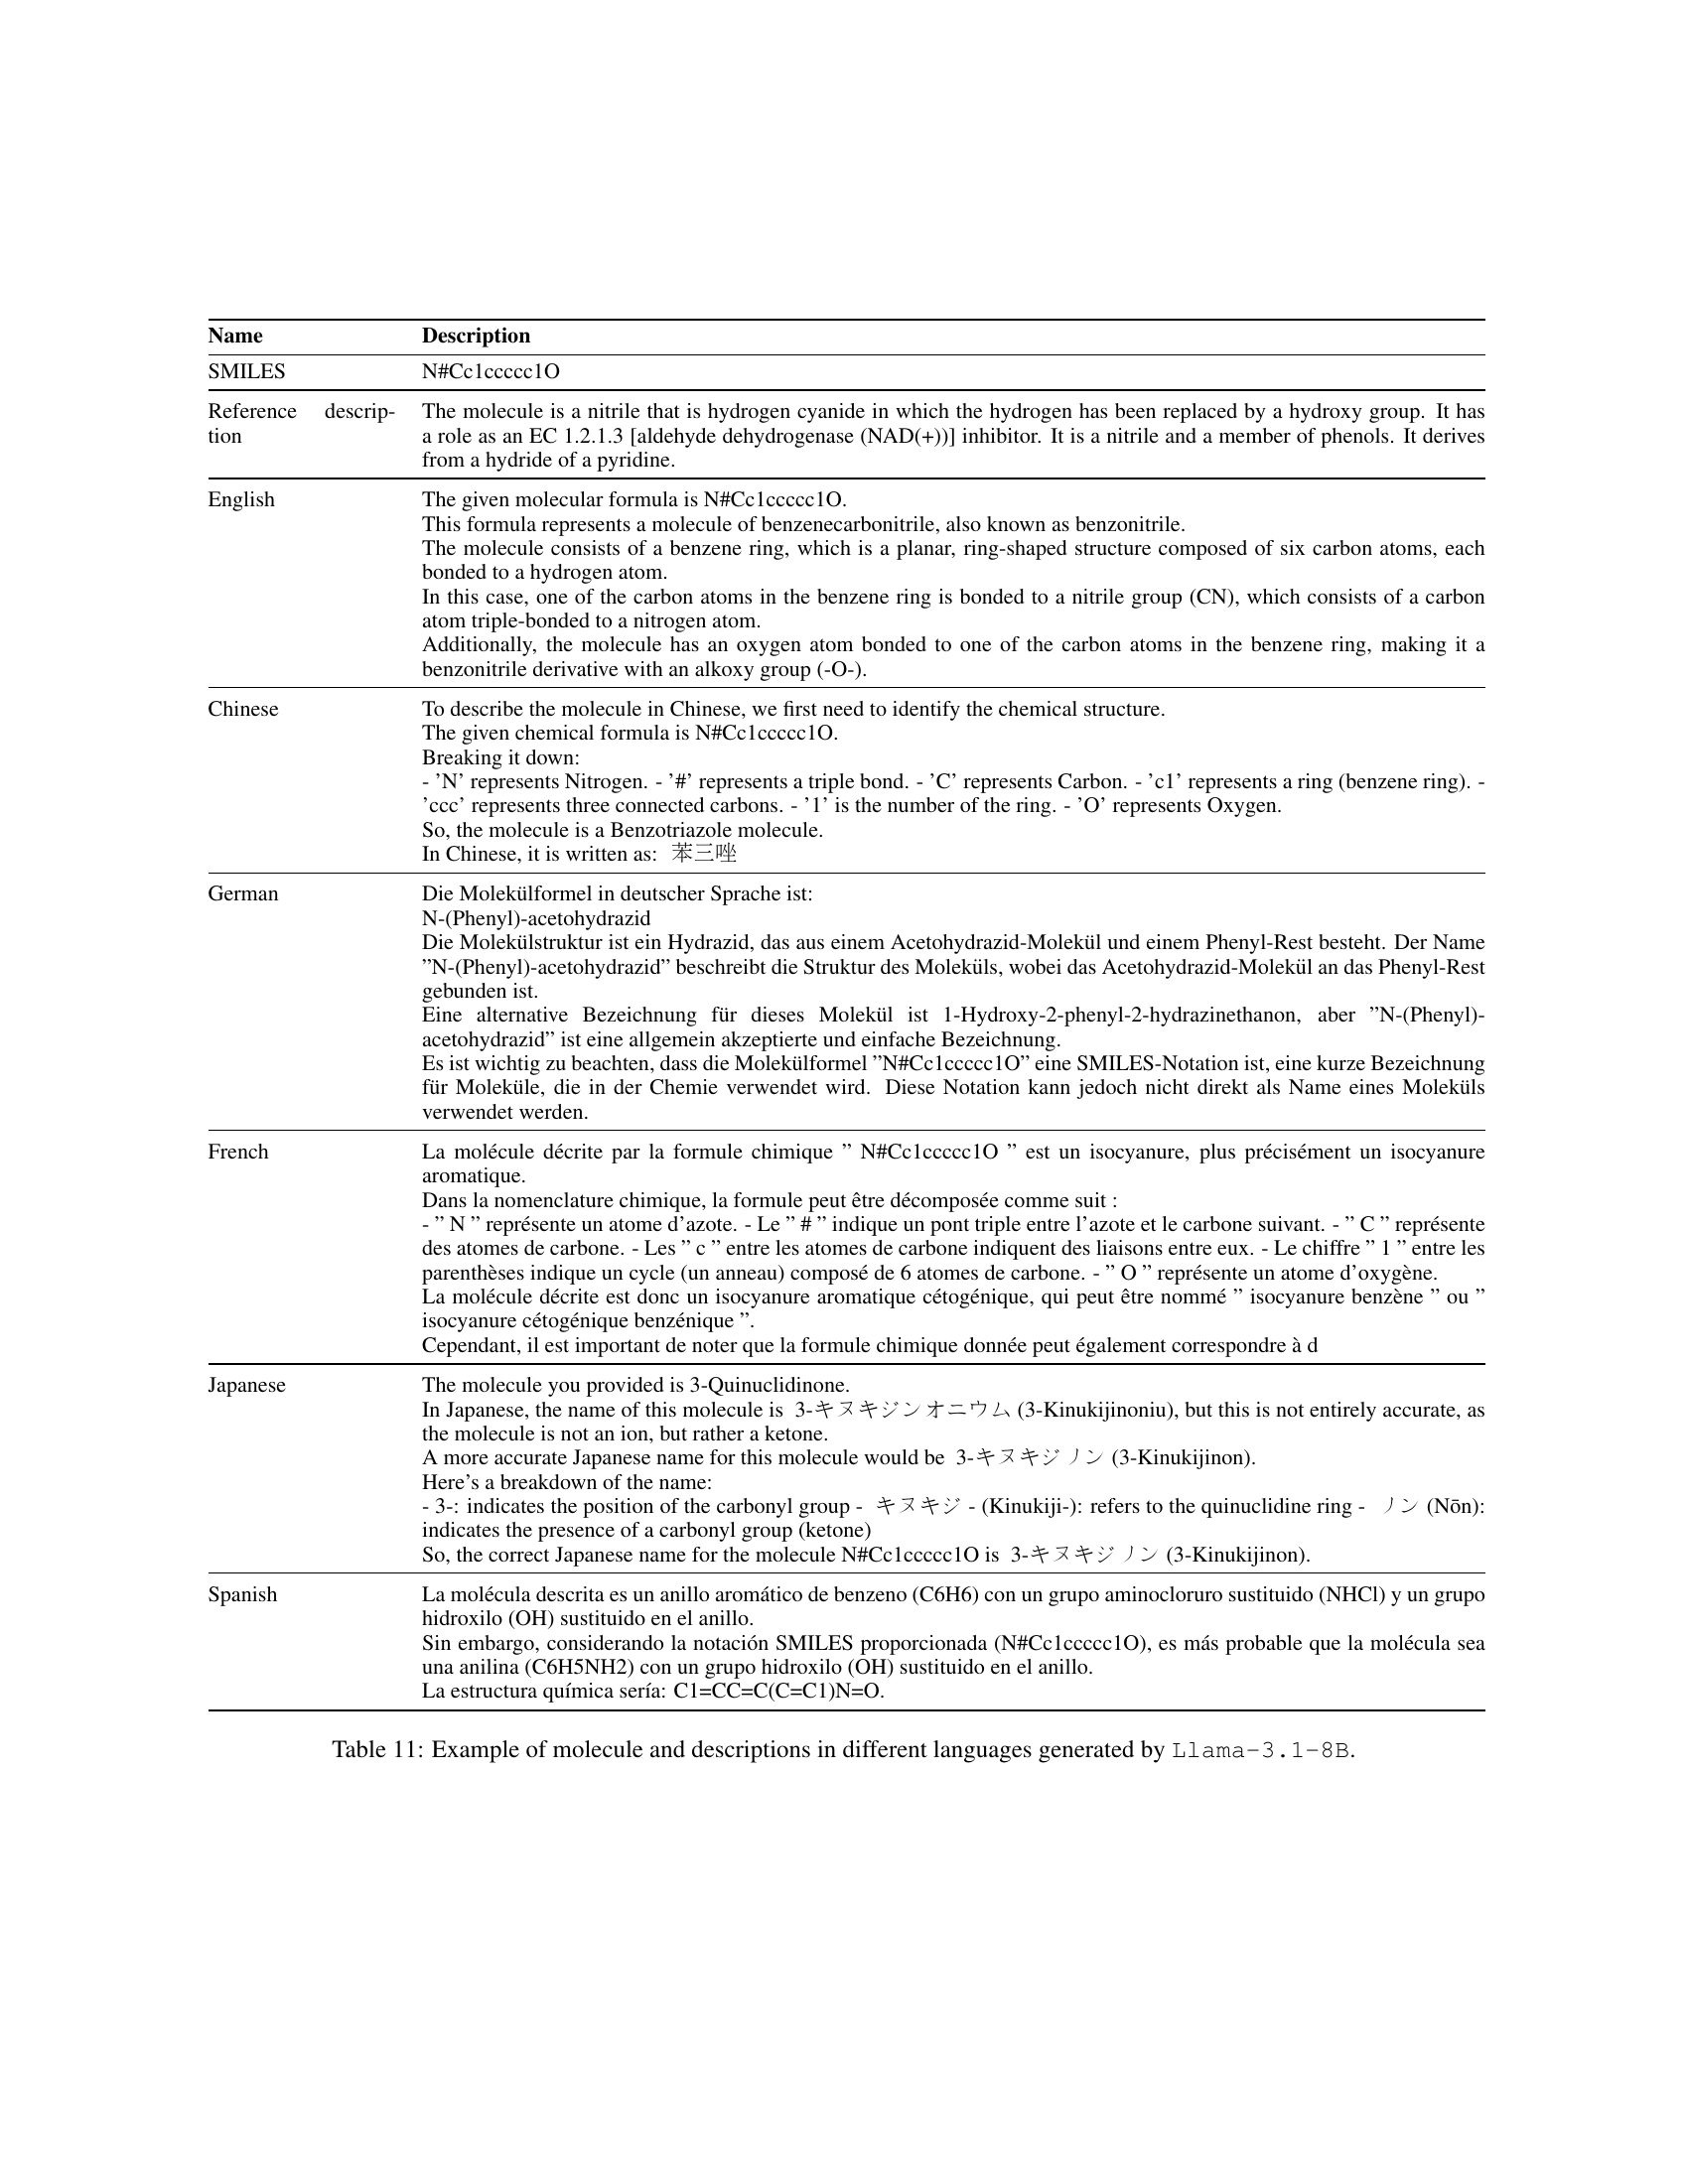 Name Description
SMILES N#Cc1ccccc1O
Reference descrip- The molecule is a nitrile that is hydrogen cyanide in which the hydrogen has been replaced by a hydroxy group. It has
tion a role as an EC 1.2.1.3 [aldehyde dehydrogenase (NAD(+))] inhibitor. It is a nitrile and a member of phenols. It derives
from a hydride of a pyridine.
English The given molecular formula is N#Cc1ccccc1O.
This formula represents a molecule of benzenecarbonitrile, also known as benzonitrile.
The molecule consists of a benzene ring, which is a planar, ring-shaped structure composed of six carbon atoms, each
bonded to a hydrogen atom.
In this case, one of the carbon atoms in the benzene ring is bonded to a nitrile group (CN), which consists of a carbon
atom triple-bonded to a nitrogen atom.
Additionally, the molecule has an oxygen atom bonded to one of the carbon atoms in the benzene ring, making it a
benzonitrile derivative with an alkoxy group (-O-).
Chinese To describe the molecule in Chinese, we first need to identify the chemical structure.
The given chemical formula is N#Cc1ccccc1O.
Breaking it down:
- ’N’ represents Nitrogen. - ’#’ represents a triple bond. - ’C’ represents Carbon. - ’c1’ represents a ring (benzene ring). -
’ccc’ represents three connected carbons. - ’1’ is the number of the ring. - ’O’ represents Oxygen.
So, the molecule is a Benzotriazole molecule.
In Chinese, it is written as: 苯三唑
German Die Molekülformel in deutscher Sprache ist:
N-(Phenyl)-acetohydrazid
Die Molekülstruktur ist ein Hydrazid, das aus einem Acetohydrazid-Molekül und einem Phenyl-Rest besteht. Der Name
”N-(Phenyl)-acetohydrazid” beschreibt die Struktur des Moleküls, wobei das Acetohydrazid-Molekül an das Phenyl-Rest
gebunden ist.
Eine alternative Bezeichnung für dieses Molekül ist 1-Hydroxy-2-phenyl-2-hydrazinethanon, aber ”N-(Phenyl)-
acetohydrazid” ist eine allgemein akzeptierte und einfache Bezeichnung.
Es ist wichtig zu beachten, dass die Molekülformel ”N#Cc1ccccc1O” eine SMILES-Notation ist, eine kurze Bezeichnung
für Moleküle, die in der Chemie verwendet wird. Diese Notation kann jedoch nicht direkt als Name eines Moleküls
verwendet werden.
French La molécule décrite par la formule chimique ” N#Cc1ccccc1O ” est un isocyanure, plus précisément un isocyanure
aromatique.
Dans la nomenclature chimique, la formule peut être décomposée comme suit :
- ” N ” représente un atome d’azote. - Le ” # ” indique un pont triple entre l’azote et le carbone suivant. - ” C ” représente
des atomes de carbone. - Les ” c ” entre les atomes de carbone indiquent des liaisons entre eux. - Le chiffre ” 1 ” entre les
parenthèses indique un cycle (un anneau) composé de 6 atomes de carbone. - ” O ” représente un atome d’oxygène.
La molécule décrite est donc un isocyanure aromatique cétogénique, qui peut être nommé ” isocyanure benzène ” ou ”
isocyanure cétogénique benzénique ”.
Cependant, il est important de noter que la formule chimique donnée peut également correspondre à d
Japanese The molecule you provided is 3-Quinuclidinone.
In Japanese, the name of this molecule is 3-キヌキジンオニウム (3-Kinukijinoniu), but this is not entirely accurate, as
the molecule is not an ion, but rather a ketone.
A more accurate Japanese name for this molecule would be 3-キヌキジノン (3-Kinukijinon).
Here’s a breakdown of the name:
- 3-: indicates the position of the carbonyl group - キヌキジ - (Kinukiji-): refers to the quinuclidine ring - ノン (Nōn):
indicates the presence of a carbonyl group (ketone)
So, the correct Japanese name for the molecule N#Cc1ccccc1O is 3-キヌキジノン (3-Kinukijinon).
Spanish La molécula descrita es un anillo aromático de benzeno (C6H6) con un grupo aminocloruro sustituido (NHCl) y un grupo
hidroxilo (OH) sustituido en el anillo.
Sin embargo, considerando la notación SMILES proporcionada (N#Cc1ccccc1O), es más probable que la molécula sea
una anilina (C6H5NH2) con un grupo hidroxilo (OH) sustituido en el anillo.
La estructura química sería: C1=CC=C(C=C1)N=O.
Table 11: Example of molecule and descriptions in different languages generated by Llama-3.1-8B.